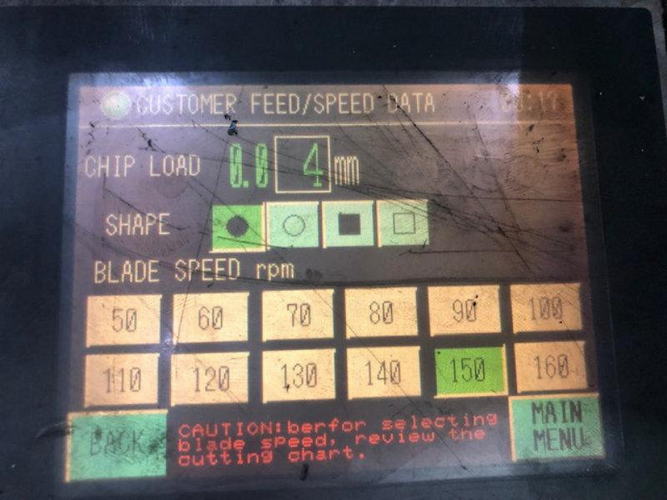 CUSTOMER FEED/SPEED DATA
CHIP LOAD 0.0 4 mm
SHAPE
BLADE SPEED rpm
50 60 70 80 90 100
110 120 130 140 150 160
BACK
CAUTION:berfor selecting
blade speed, review the
cutting chart.
MAIN
MENU